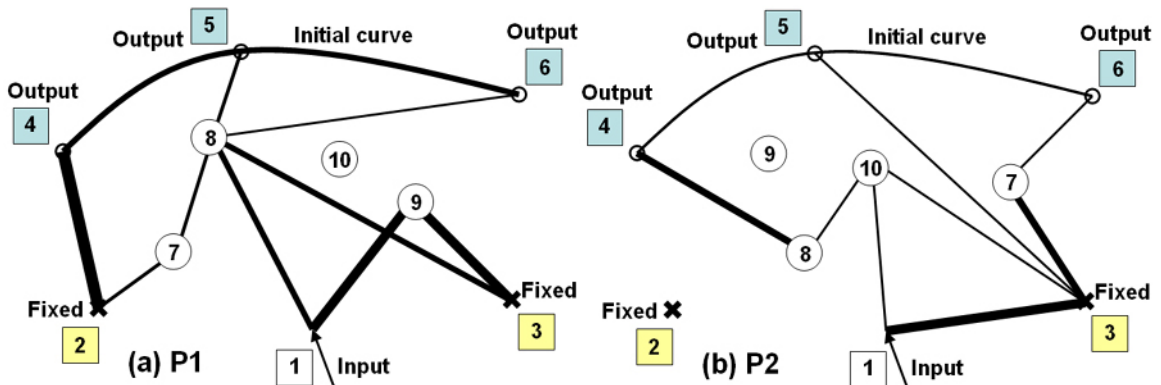 Output 5 Initial curve
Output
6
Output
4
8
10
9
7
Fixed
2
Fixed
3
1 Input
(a) P1
Output 5 Initial curve
Output
6
Output
4
9
10
7
8
Fixed
2
Fixed
3
1 Input
(b) P2